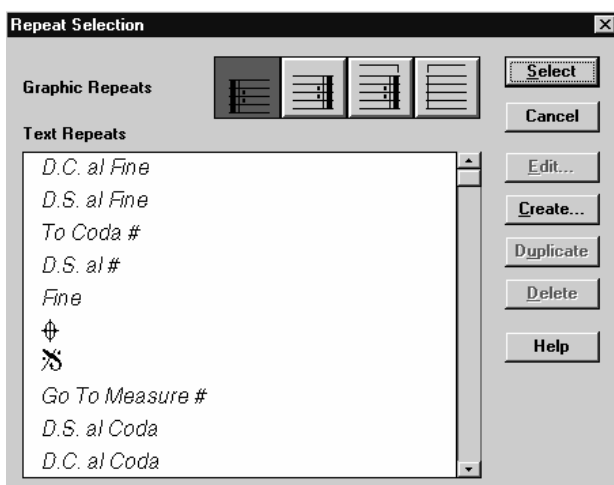 Repeat Selection
Graphic Repeats
Text Repeats
D.C. al Fine
D.S. al Fine
To Coda #
D.S. al #
Fine
Go To Measure #
D.S. al Coda
D.C. al Coda
Select
Cancel
Edit...
Create...
Duplicate
Delete
Help